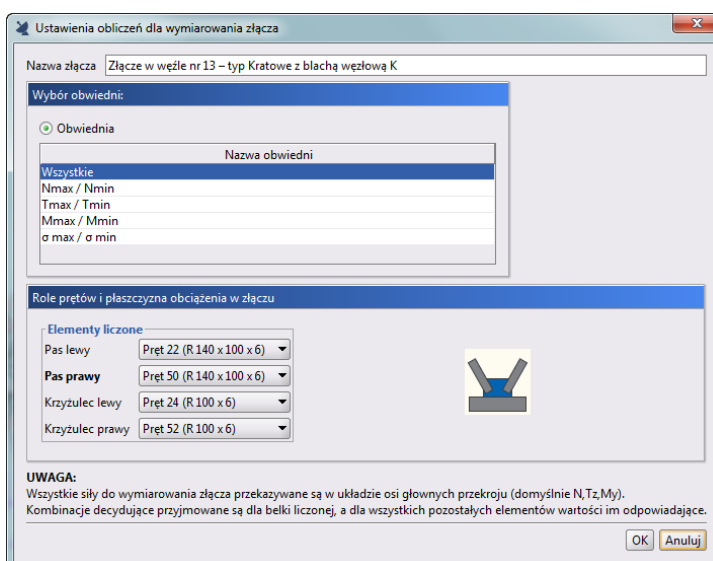 Ustawienia obliczeń dla wymiarowania złącza
Nazwa złącza Złącze w węźle nr 13 – typ Kratowe z blachą węzłową K
Wybór obwiedni:
Obwiednia
Nazwa obwiedni
Wszystkie
Nmax / Nmin
Tmax / Tmin
Mmax / Mmin
σ max / σ min
Role prętów i płaszczyzna obciążenia w złączu
Elementy liczone
Pas lewy Pręt 22 (R 140 x 100 x 6)
Pas prawy Pręt 50 (R 140 x 100 x 6)
Krzyżulec lewy Pręt 24 (R 100 x 6)
Krzyżulec prawy Pręt 52 (R 100 x 6)
UWAGA:
Wszystkie siły do wymiarowania złącza przekazywane są w układzie osi głownych przekroju (domyślnie N,Tz,My).
Kombinacje decydujące przyjmowane są dla belki liczonej, a dla wszystkich pozostałych elementów wartości im odpowiadające.
OK Anuluj